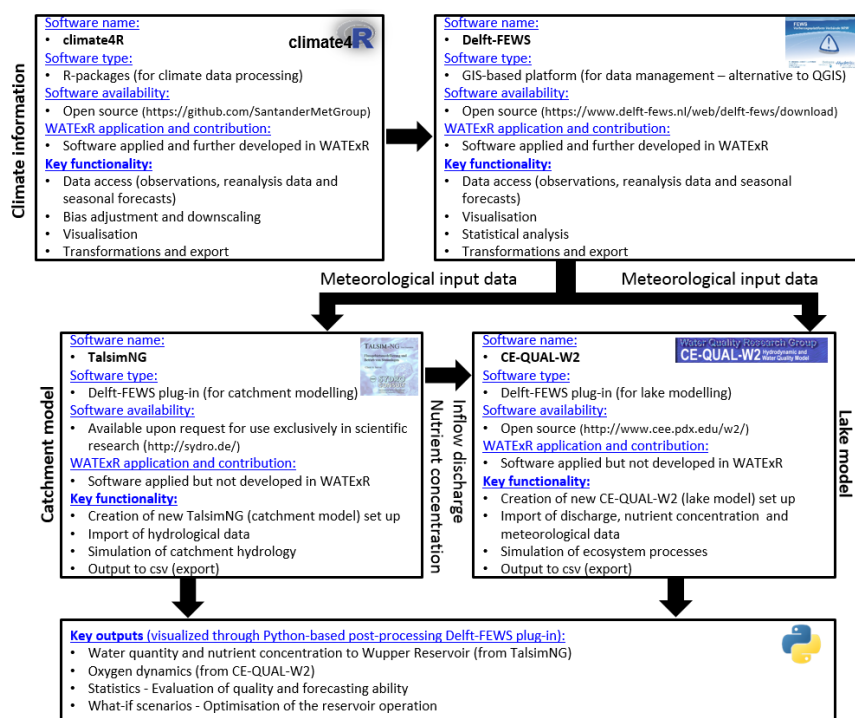 Climate information
Software name:
• climate4R
climate4R
Software type:
• R-packages (for climate data processing)
Software availability:
• Open source (https://github.com/SantanderMetGroup)
WATExR application and contribution:
• Software applied and further developed in WATExR
Key functionality:
• Data access (observations, reanalysis data and
seasonal forecasts)
• Bias adjustment and downscaling
• Visualisation
• Transformations and export
Software name:
• Delft-FEWS
FEWS
Software type:
• GIS-based platform (for data management – alternative to QGIS)
Software availability:
• Open source (https://www.delft-fews.nl/web/delft-fews/download)
WATExR application and contribution:
• Software applied and further developed in WATExR
Key functionality:
• Data access (observations, reanalysis data and seasonal
forecasts)
• Visualisation
• Statistical analysis
• Transformations and export
Meteorological input data
Meteorological input data
Catchment model
Software name:
• TalsimNG
TALSIM-NG
Software type:
• Delft-FEWS plug-in (for catchment modelling)
Software availability:
• Available upon request for use exclusively in scientific
research (http://sydro.de/)
WATExR application and contribution:
• Software applied but not developed in WATExR
Key functionality:
• Creation of new TalsimNG (catchment model) set up
• Import of hydrological data
• Simulation of catchment hydrology
• Output to csv (export)
Inflow discharge
Nutrient concentration
Software name:
• CE-QUAL-W2
Water Quality Research Group
CE-QUAL-W2 Hydrodynamic and
Water Quality Model
Software type:
• Delft-FEWS plug-in (for lake modelling)
Software availability:
• Open source (http://www.cee.pdx.edu/w2/)
WATExR application and contribution:
• Software applied but not developed in WATExR
Key functionality:
• Creation of new CE-QUAL-W2 (lake model) set up
• Import of discharge, nutrient concentration and
meteorological data
• Simulation of ecosystem processes
• Output to csv (export)
Lake model
Key outputs (visualized through Python-based post-processing Delft-FEWS plug-in):
• Water quantity and nutrient concentration to Wupper Reservoir (from TalsimNG)
• Oxygen dynamics (from CE-QUAL-W2)
• Statistics - Evaluation of quality and forecasting ability
• What-if scenarios - Optimisation of the reservoir operation